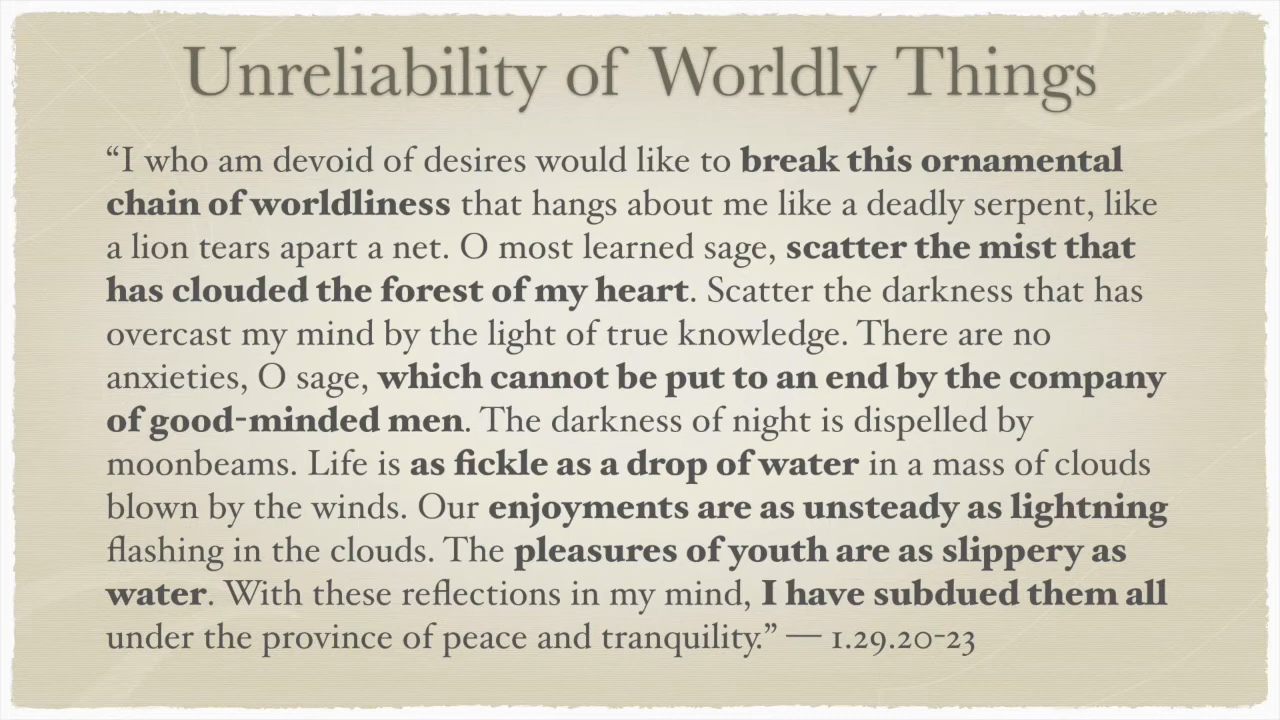 Unreliability of Worldly Things
“I who am devoid of desires would like to break this ornamental
chain of worldliness that hangs about me like a deadly serpent, like
a lion tears apart a net. O most learned sage, scatter the mist that
has clouded the forest of my heart. Scatter the darkness that has
overcast my mind by the light of true knowledge. There are no
anxieties, O sage, which cannot be put to an end by the company
of good-minded men. The darkness of night is dispelled by
moonbeams. Life is as fickle as a drop of water in a mass of clouds
blown by the winds. Our enjoyments are as unsteady as lightning
flashing in the clouds. The pleasures of youth are as slippery as
water. With these reflections in my mind, I have subdued them all
under the province of peace and tranquility.” — 1.29.20-23